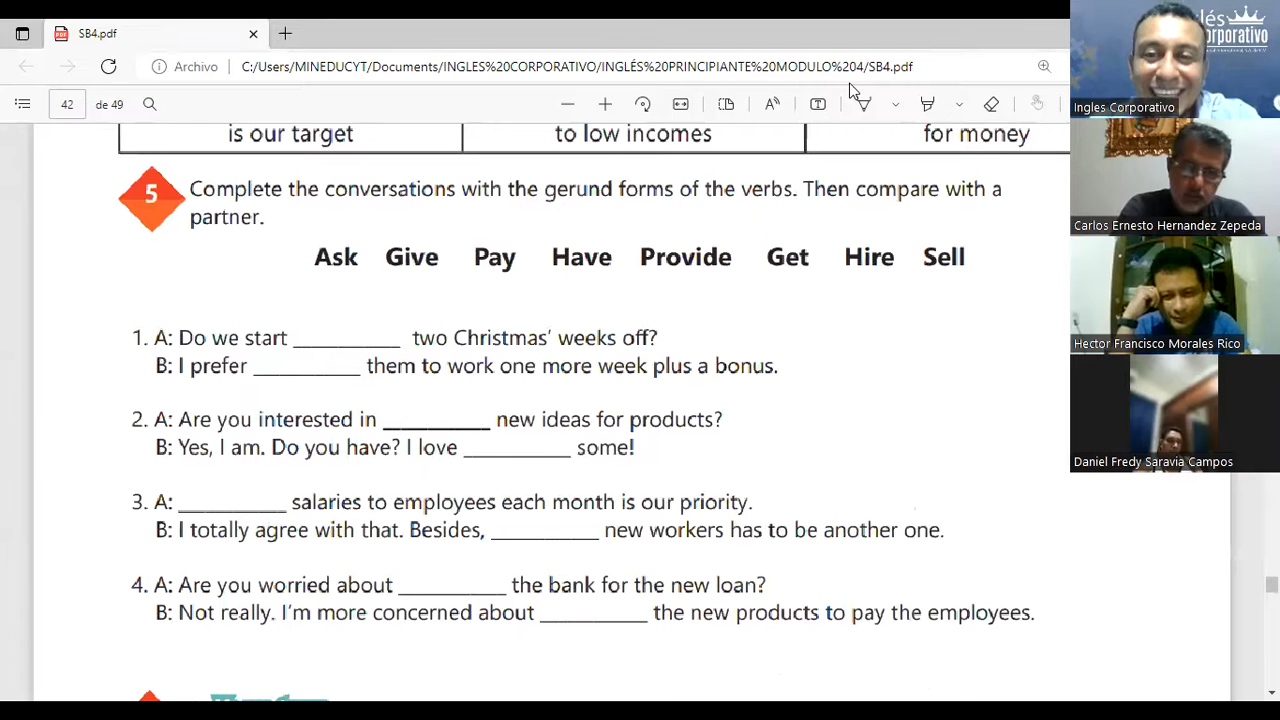 SB4.pdf
Archivo
C:/Users/MINEDUCYT/Documents/INGLES%20CORPORATIVO/INGLÉS%20PRINCIPIANTE%20MODULO%204/SB4.pdf
42 de 49
is our target to low incomes for money
5 Complete the conversations with the gerund forms of the verbs. Then compare with a
partner.
Ask Give Pay Have Provide Get Hire Sell
1. A: Do we start __________ two Christmas’ weeks off?
B: I prefer __________ them to work one more week plus a bonus.
2. A: Are you interested in __________ new ideas for products?
B: Yes, I am. Do you have? I love __________ some!
3. A: __________ salaries to employees each month is our priority.
B: I totally agree with that. Besides, __________ new workers has to be another one.
4. A: Are you worried about __________ the bank for the new loan?
B: Not really. I’m more concerned about __________ the new products to pay the employees.
lés
orporativo
Ingles Corporativo
Carlos Ernesto Hernandez Zepeda
Hector Francisco Morales Rico
Daniel Fredy Saravia Campos